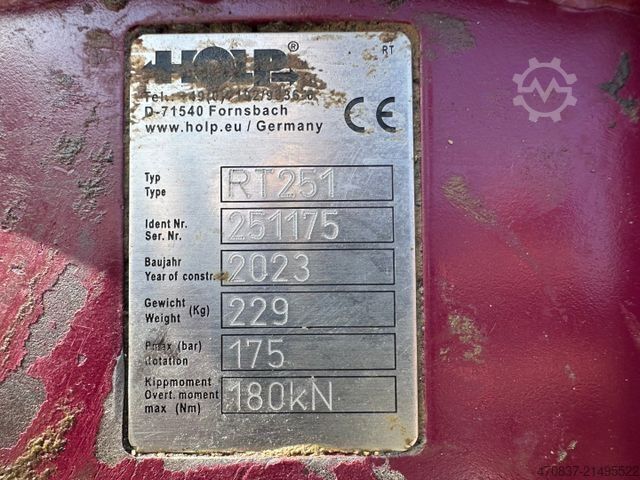 HOLP® RT
D-71540 Fornsbach
www.holp.eu / Germany
CE
Typ
Type RT251
Ident Nr.
Ser. Nr. 251175
Baujahr
Year of constr. 2023
Gewicht
Weight (Kg) 229
Pmax (bar)
Rotation 175
Kippmoment
Overt. moment
max (Nm) 180kN
470837-21495522